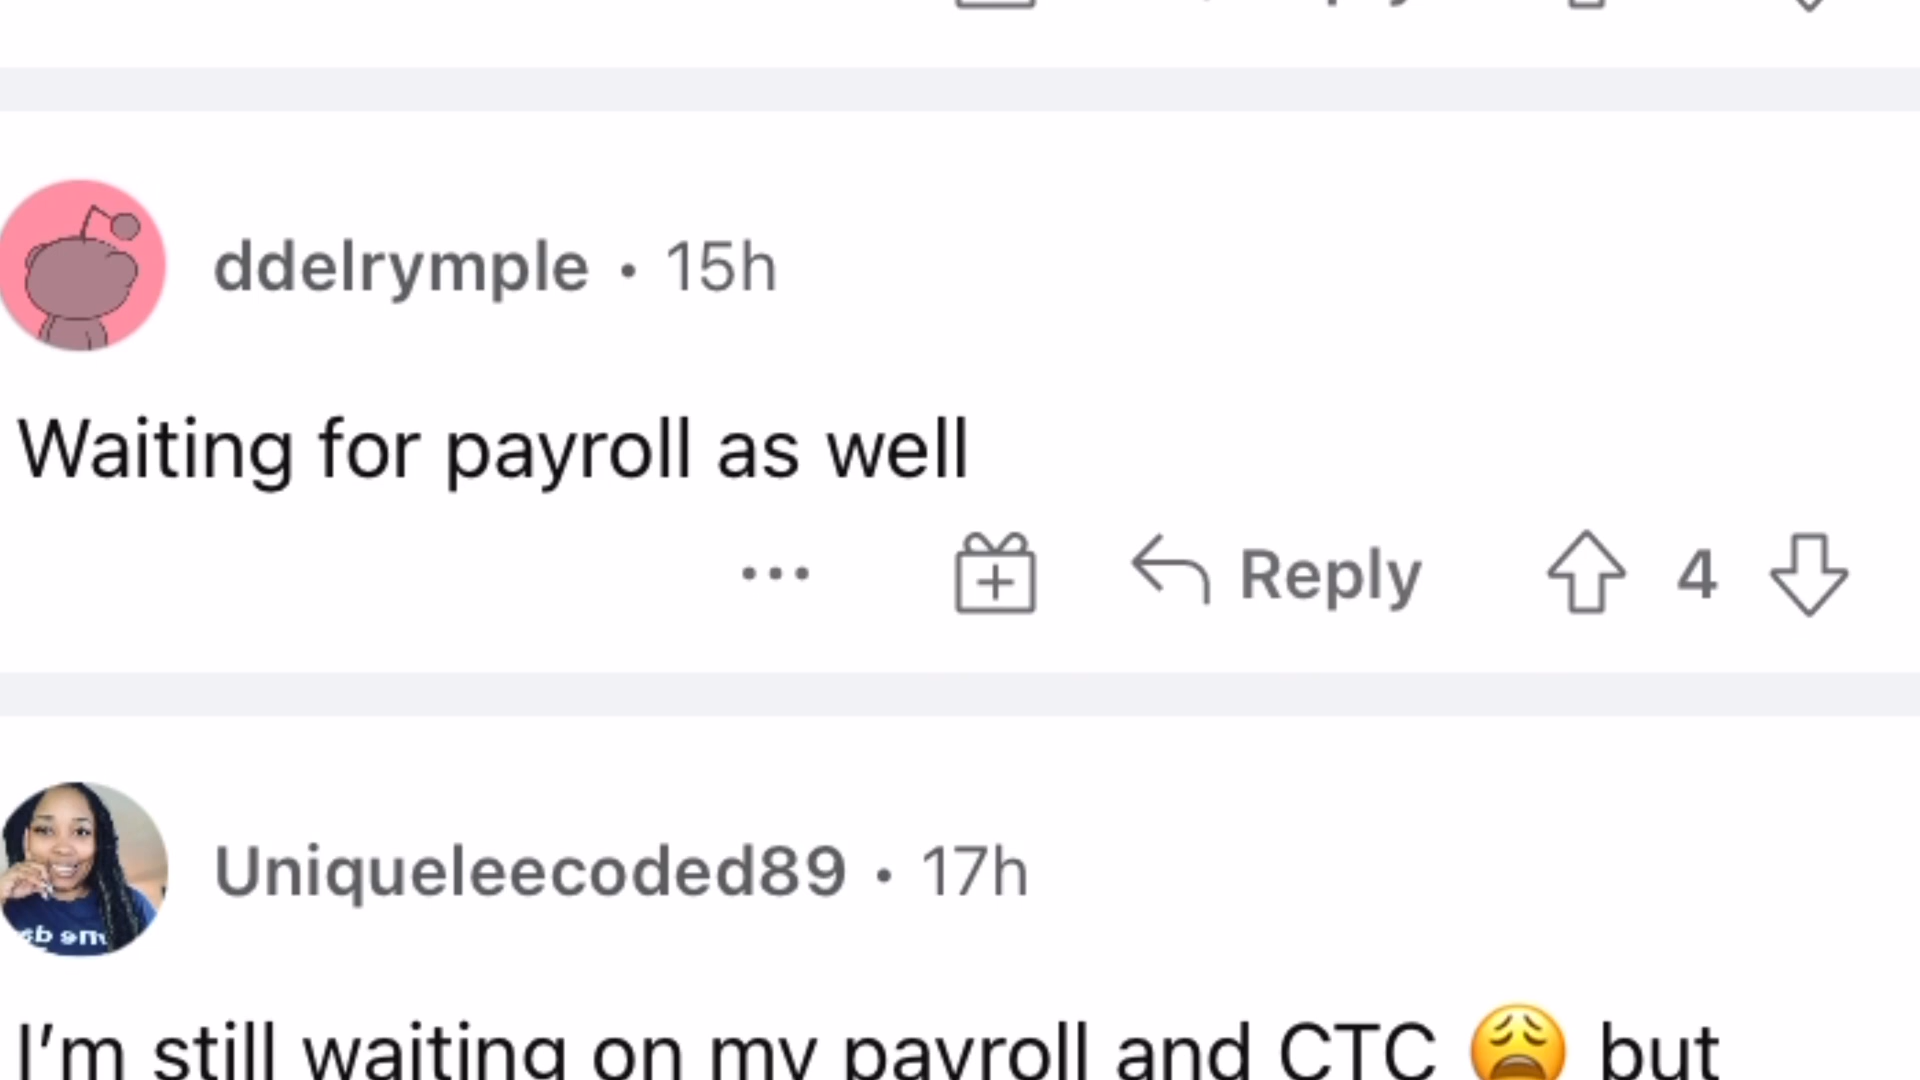 ddelrymple • 15h
Waiting for payroll as well
... Reply 4
Uniqueleecoded89 • 17h
I’m still waiting on my payroll and CTC 😩 but